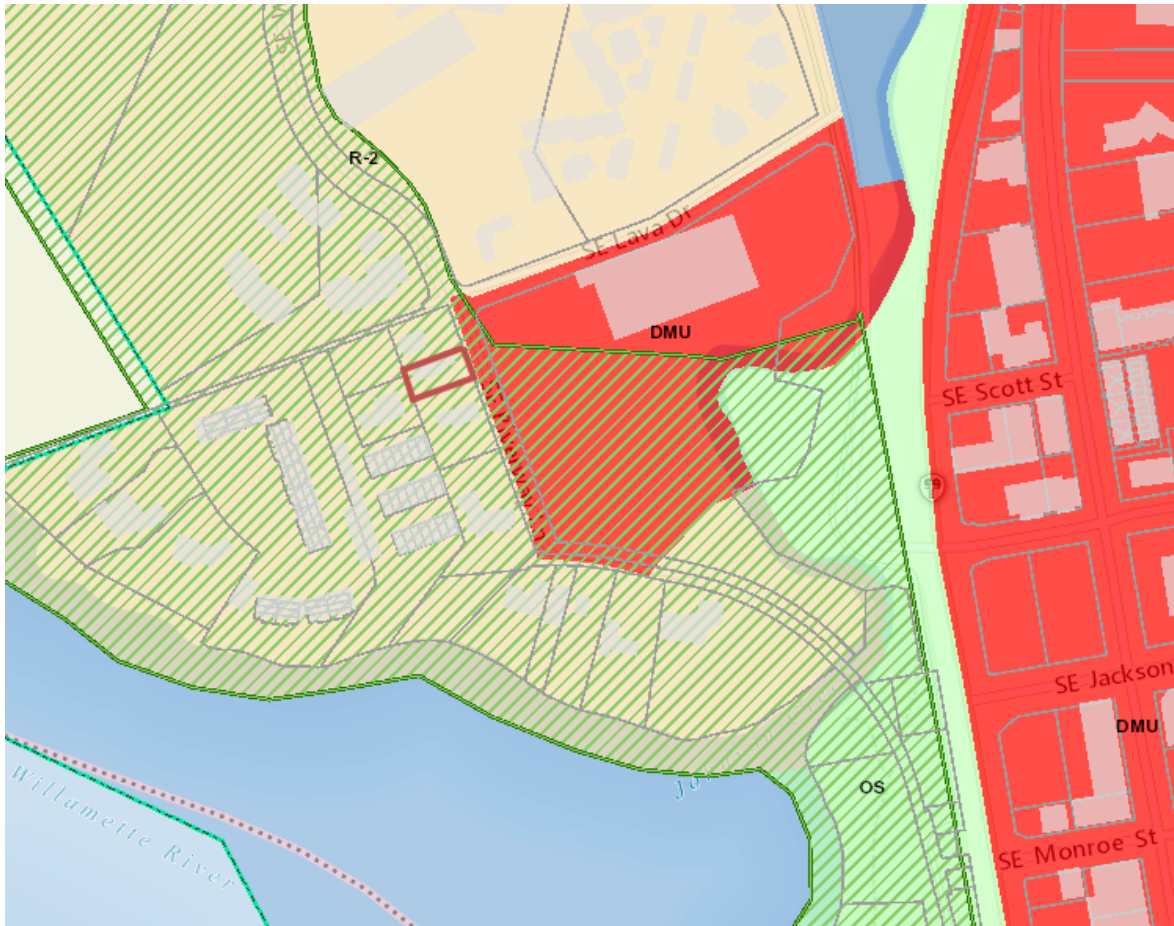 R-2
SE Lava Dr
DMU
SE Scott St
SE Jackson
DMU
OS
SE Monroe St
Willamette River